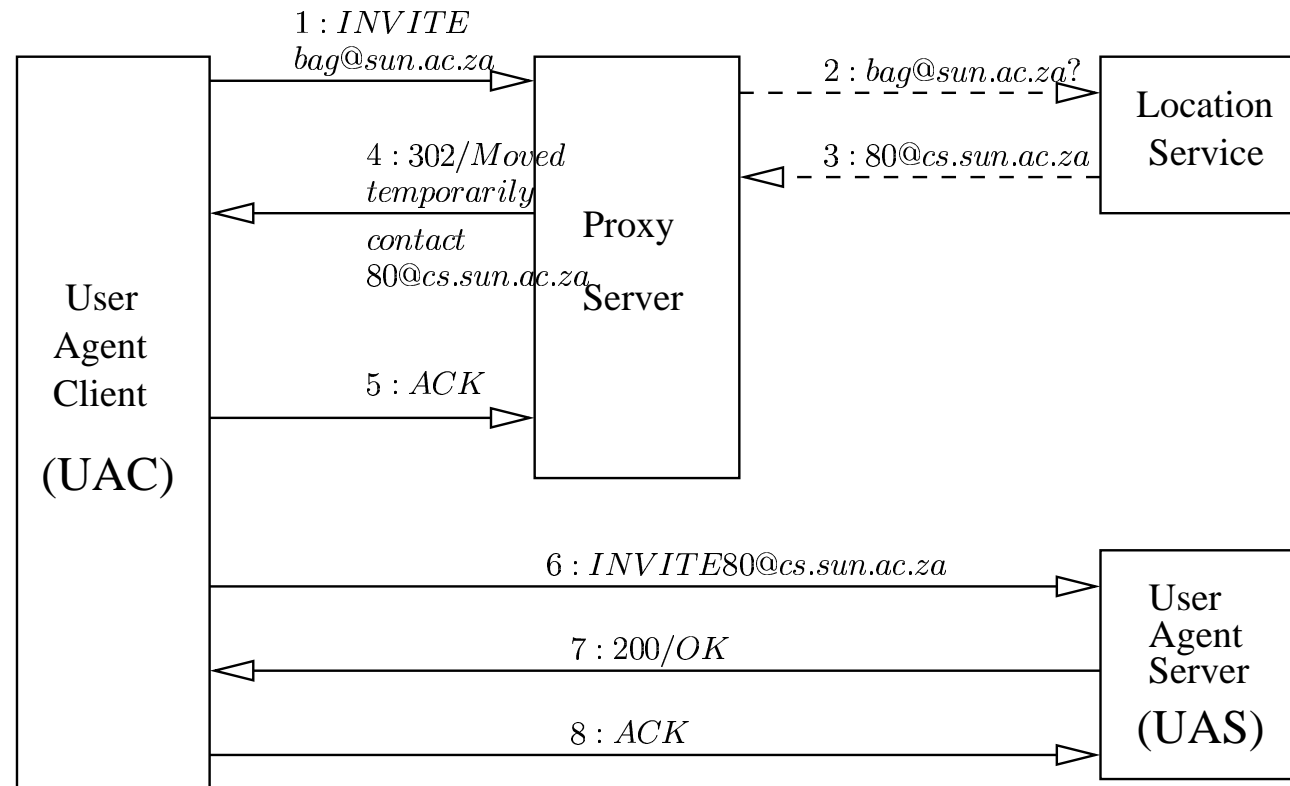 1 : INVITE
bag@sun.ac.za
2 : bag@sun.ac.za?
Location
Service
3 : 80@cs.sun.ac.za
4 : 302/Moved
temporarily
contact
80@cs.sun.ac.za
Proxy
Server
User
Agent
Client
(UAC)
5 : ACK
6 : INVITE80@cs.sun.ac.za
7 : 200/OK
8 : ACK
User
Agent
Server
(UAS)